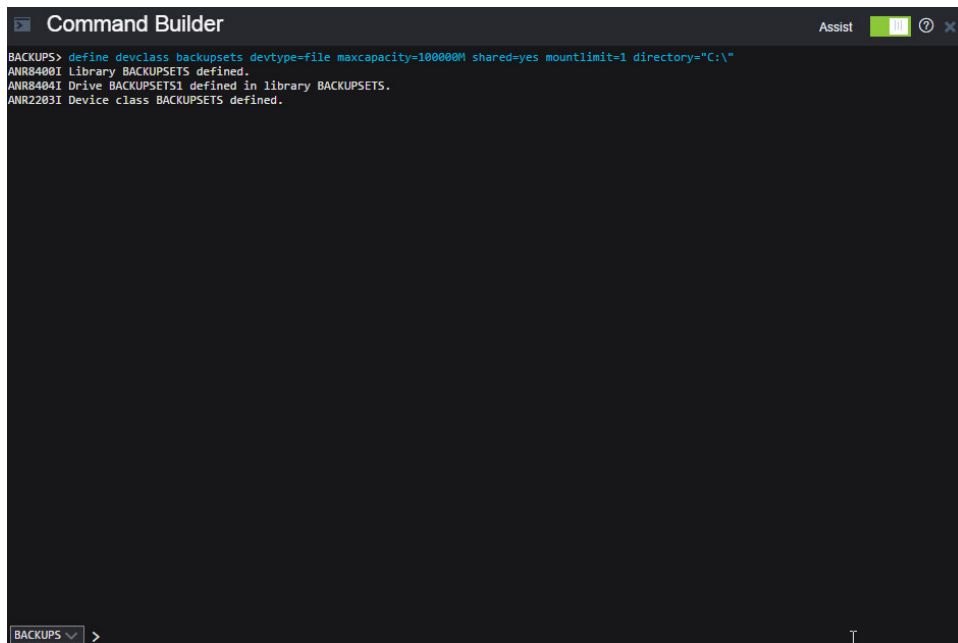 Command Builder
Assist
BACKUPS> define devclass backupsets devtype=file maxcapacity=100000M shared=yes mountlimit=1 directory="C:\"
ANR8400I Library BACKUPSETS defined.
ANR8404I Drive BACKUPSETS1 defined in library BACKUPSETS.
ANR2203I Device class BACKUPSETS defined.
BACKUPS >